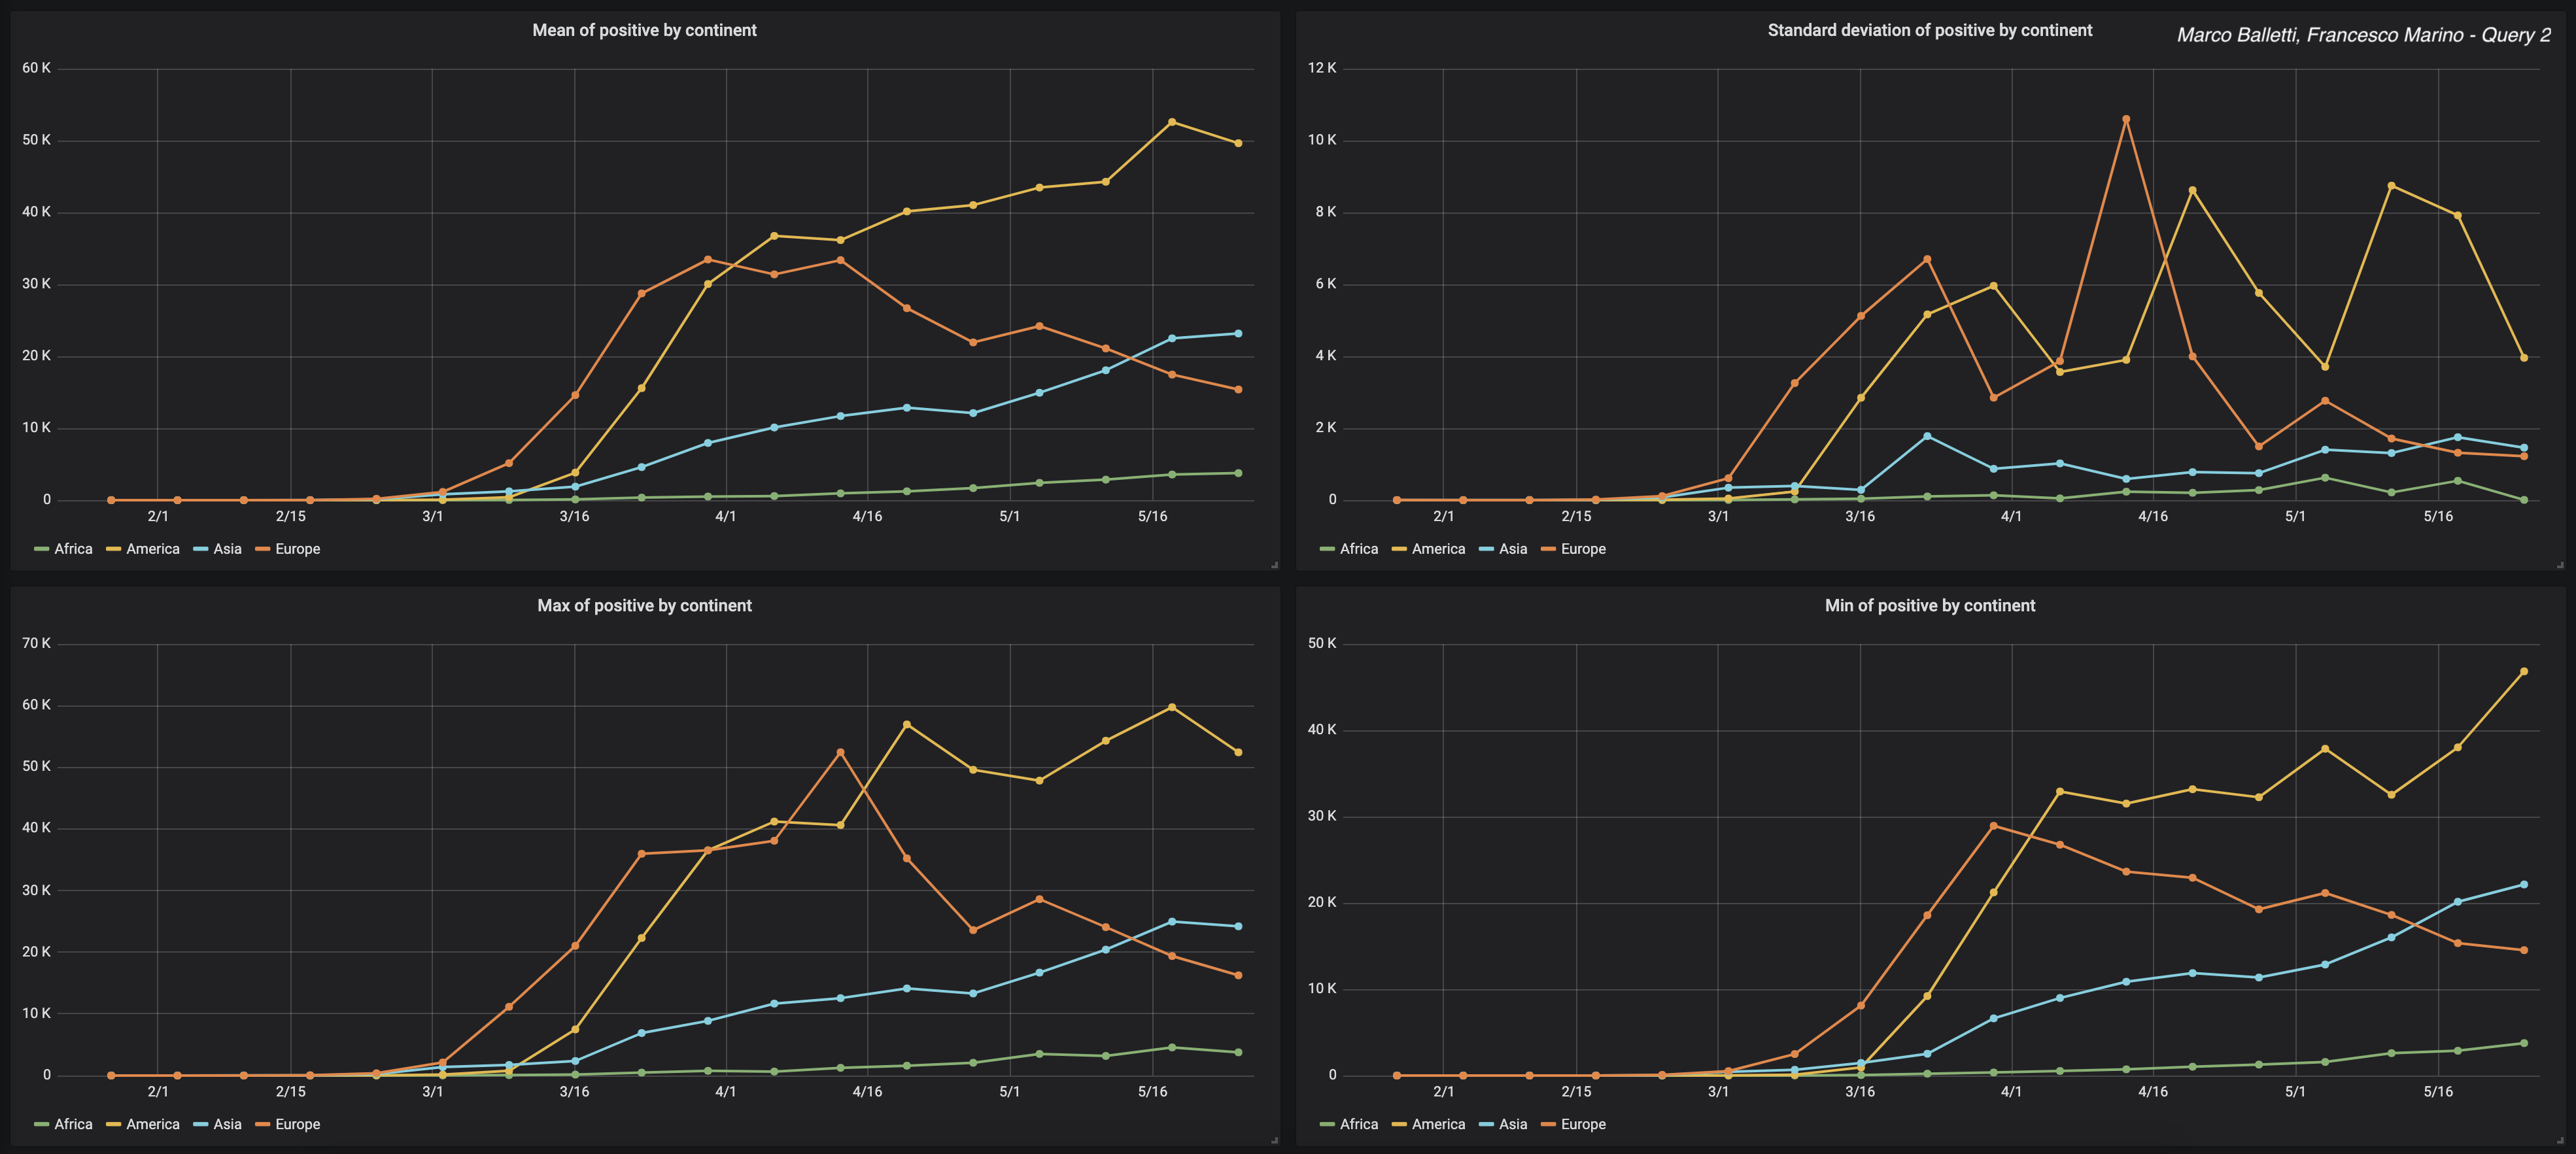 Mean of positive by continent
60 K
50 K
40 K
30 K
20 K
10 K
0
2/1 2/15 3/1 3/16 4/1 4/16 5/1 5/16
Africa America Asia Europe
Standard deviation of positive by continent
Marco Balletti, Francesco Marino - Query 2
12 K
10 K
8 K
6 K
4 K
2 K
0
2/1 2/15 3/1 3/16 4/1 4/16 5/1 5/16
Africa America Asia Europe
Max of positive by continent
70 K
60 K
50 K
40 K
30 K
20 K
10 K
0
2/1 2/15 3/1 3/16 4/1 4/16 5/1 5/16
Africa America Asia Europe
Min of positive by continent
50 K
40 K
30 K
20 K
10 K
0
2/1 2/15 3/1 3/16 4/1 4/16 5/1 5/16
Africa America Asia Europe